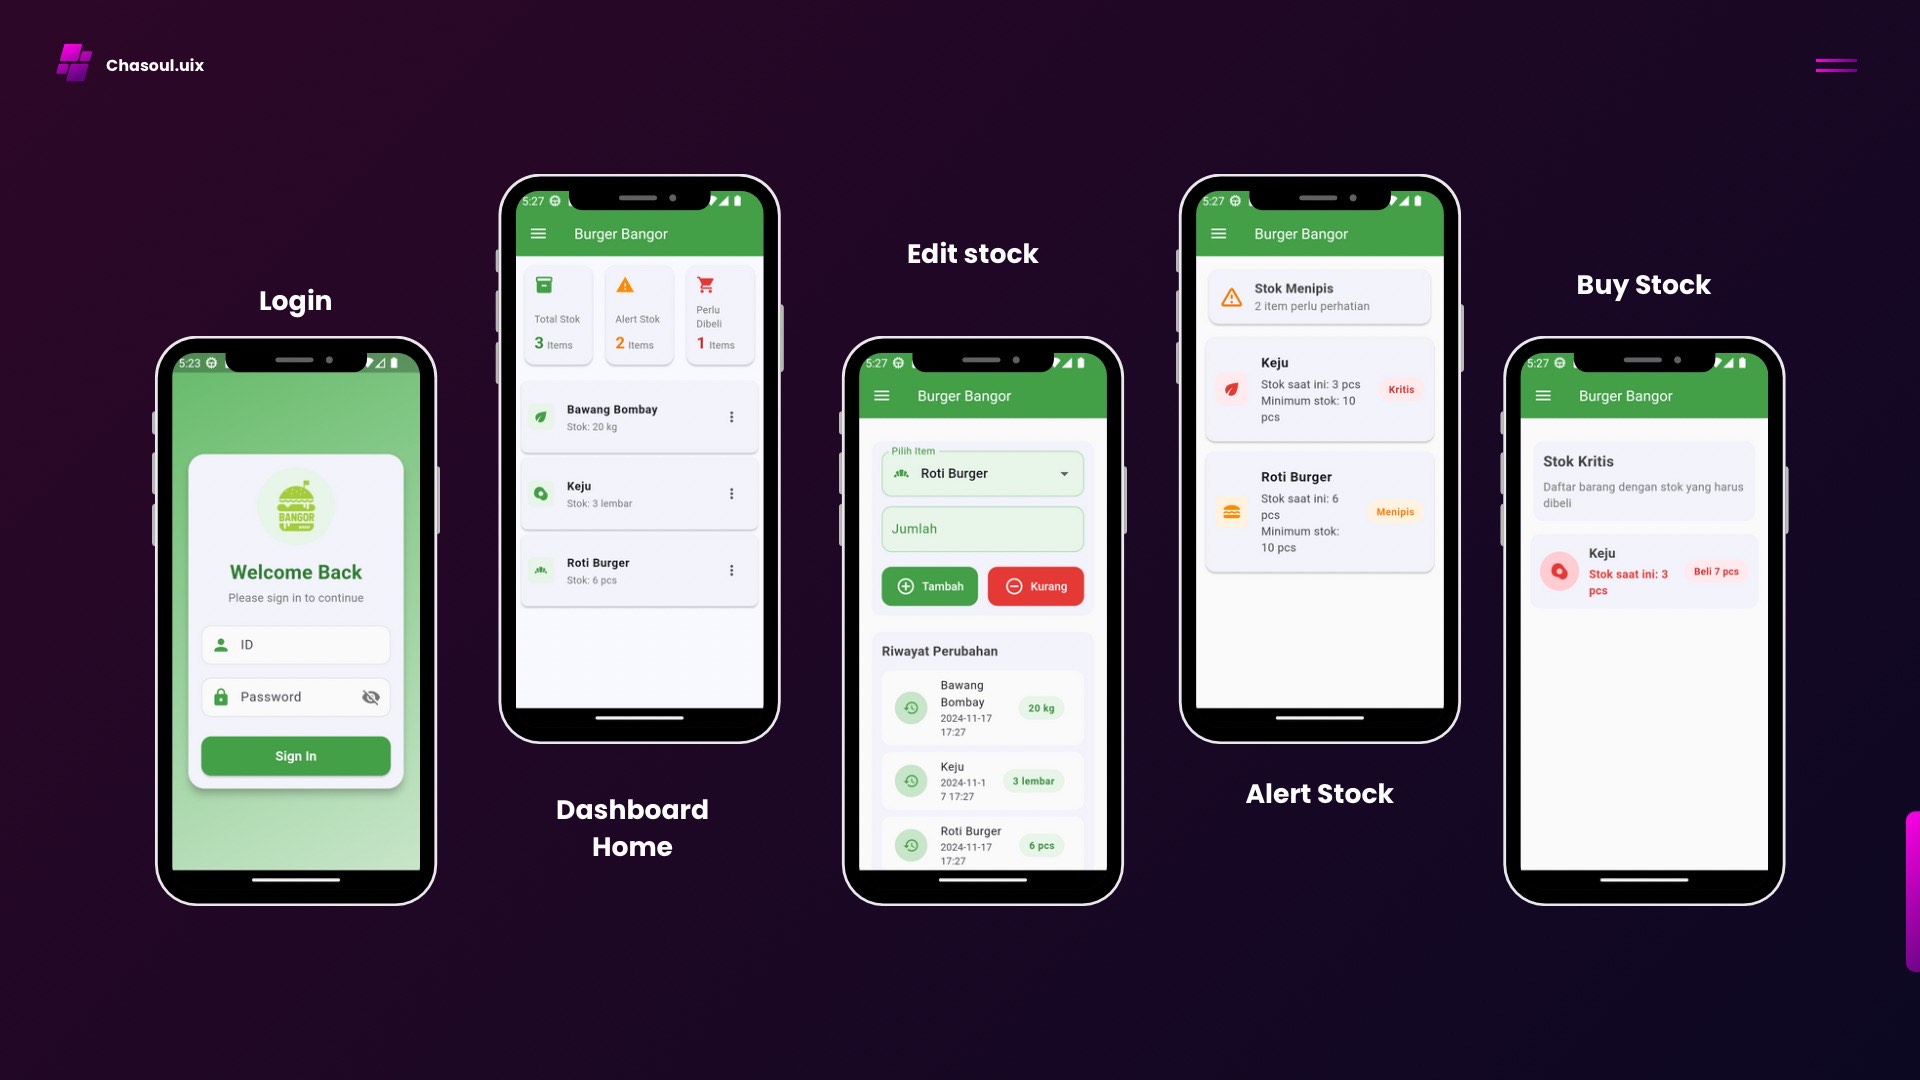 Chasoul.uix
Login
5:23
BANGOR
Welcome Back
Please sign in to continue
ID
Password
Sign In
5:27
Burger Bangor
Total Stok
3 Items
Alert Stok
2 Items
Perlu
Dibeli
1 Items
Bawang Bombay
Stok: 20 kg
Keju
Stok: 3 lembar
Roti Burger
Stok: 6 pcs
Dashboard
Home
Edit stock
5:27
Burger Bangor
Pilih Item
Roti Burger
Jumlah
Tambah
Kurang
Riwayat Perubahan
Bawang
Bombay
2024-11-17
17:27
20 kg
Keju
2024-11-1
7 17:27
3 lembar
Roti Burger
2024-11-17
17:27
6 pcs
5:27
Burger Bangor
Stok Menipis
2 item perlu perhatian
Keju
Stok saat ini: 3 pcs
Minimum stok: 10
pcs
Kritis
Roti Burger
Stok saat ini: 6
pcs
Minimum stok:
10 pcs
Menipis
Alert Stock
Buy Stock
5:27
Burger Bangor
Stok Kritis
Daftar barang dengan stok yang harus
dibeli
Keju
Stok saat ini: 3
pcs
Beli 7 pcs